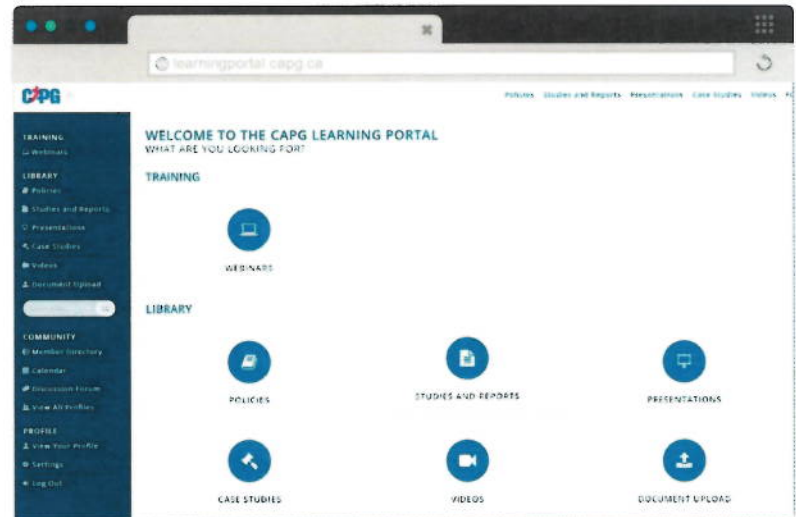 learningportal.capg.ca
CAPG
Policies Studies and Reports Presentations Case Studies Videos
TRAINING
Webinars
LIBRARY
Policies
Studies and Reports
Presentations
Case Studies
Videos
Document Upload
COMMUNITY
Member Directory
Calendar
Discussion Forum
View All Profiles
PROFILE
View Your Profile
Settings
Log Out
WELCOME TO THE CAPG LEARNING PORTAL
WHAT ARE YOU LOOKING FOR?
TRAINING
WEBINARS
LIBRARY
POLICIES
STUDIES AND REPORTS
PRESENTATIONS
CASE STUDIES
VIDEOS
DOCUMENT UPLOAD